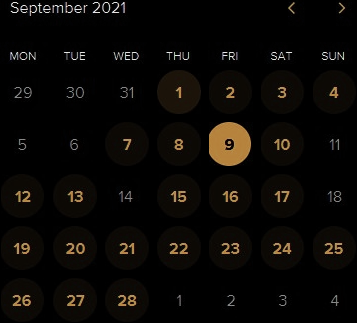 September 2021
MON TUE WED THU FRI SAT SUN
29 30 31 1 2 3 4
5 6 7 8 9 10 11
12 13 14 15 16 17 18
19 20 21 22 23 24 25
26 27 28 1 2 3 4